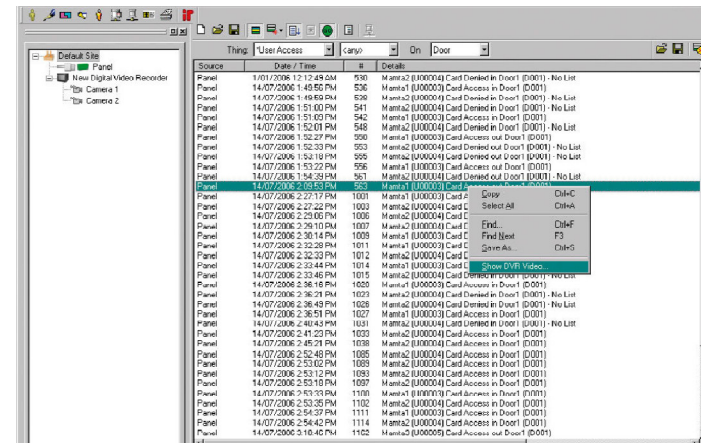 Thing: "User Access <any> On Door
Default Site
Panel
New Digital Video Recorder
Camera 1
Camera 2
Source Date / Time # Details
Panel 1/01/2006 12:12:49 AM 530 Mamta2 (U00004) Card Denied in Door1 (D001) - No List
Panel 14/07/2006 1:49:56 PM 536 Mamta1 (U00003) Card Access in Door1 (D001)
Panel 14/07/2006 1:49:59 PM 539 Mamta2 (U00004) Card Denied in Door1 (D001) - No List
Panel 14/07/2006 1:51:00 PM 541 Mamta2 (U00004) Card Denied in Door1 (D001) - No List
Panel 14/07/2006 1:51:09 PM 542 Mamta1 (U00003) Card Access in Door1 (D001)
Panel 14/07/2006 1:52:01 PM 548 Mamta2 (U00004) Card Denied in Door1 (D001) - No List
Panel 14/07/2006 1:52:27 PM 550 Mamta1 (U00003) Card Access out Door1 (D001)
Panel 14/07/2006 1:52:33 PM 553 Mamta2 (U00004) Card Denied out Door1 (D001) - No List
Panel 14/07/2006 1:53:18 PM 555 Mamta2 (U00004) Card Denied out Door1 (D001) - No List
Panel 14/07/2006 1:53:22 PM 556 Mamta1 (U00003) Card Access out Door1 (D001)
Panel 14/07/2006 1:54:39 PM 561 Mamta2 (U00004) Card Denied out Door1 (D001) - No List
Panel 14/07/2006 2:09:53 PM 563 Mamta1 (U00003) Card Access out Door1 (D001)
Panel 14/07/2006 2:27:17 PM 1001 Mamta1 (U00003) Card
Copy Ctrl+C
Panel 14/07/2006 2:27:22 PM 1003 Mamta2 (U00004) Card
Select All Ctrl+A
Panel 14/07/2006 2:29:06 PM 1006 Mamta2 (U00004) Card
Panel 14/07/2006 2:29:10 PM 1007 Mamta2 (U00004) Card
Find... Ctrl+F
Panel 14/07/2006 2:30:14 PM 1009 Mamta1 (U00003) Card
Find Next F3
Panel 14/07/2006 2:32:28 PM 1011 Mamta1 (U00003) Card
Save As... Ctrl+S
Panel 14/07/2006 2:32:33 PM 1012 Mamta2 (U00004) Card
Panel 14/07/2006 2:33:44 PM 1014 Mamta1 (U00003) Card
Show DVR Video...
Panel 14/07/2006 2:33:46 PM 1015 Mamta2 (U00004) Card Denied in Door1 (D001) - No List
Panel 14/07/2006 2:36:16 PM 1020 Mamta1 (U00003) Card Access in Door1 (D001)
Panel 14/07/2006 2:36:21 PM 1023 Mamta2 (U00004) Card Denied in Door1 (D001) - No List
Panel 14/07/2006 2:36:49 PM 1026 Mamta2 (U00004) Card Denied in Door1 (D001) - No List
Panel 14/07/2006 2:36:51 PM 1027 Mamta1 (U00003) Card Access in Door1 (D001)
Panel 14/07/2006 2:40:43 PM 1031 Mamta2 (U00004) Card Denied in Door1 (D001) - No List
Panel 14/07/2006 2:41:23 PM 1033 Mamta2 (U00004) Card Access in Door1 (D001)
Panel 14/07/2006 2:45:21 PM 1038 Mamta2 (U00004) Card Access in Door1 (D001)
Panel 14/07/2006 2:52:48 PM 1085 Mamta2 (U00004) Card Access in Door1 (D001)
Panel 14/07/2006 2:53:02 PM 1089 Mamta2 (U00004) Card Access in Door1 (D001)
Panel 14/07/2006 2:53:12 PM 1093 Mamta2 (U00004) Card Access in Door1 (D001)
Panel 14/07/2006 2:53:18 PM 1097 Mamta2 (U00004) Card Access in Door1 (D001)
Panel 14/07/2006 2:53:33 PM 1100 Mamta1 (U00003) Card Access in Door1 (D001)
Panel 14/07/2006 2:53:35 PM 1102 Mamta2 (U00004) Card Access in Door1 (D001)
Panel 14/07/2006 2:54:37 PM 1111 Mamta1 (U00003) Card Access in Door1 (D001)
Panel 14/07/2006 2:54:42 PM 1114 Mamta2 (U00004) Card Access in Door1 (D001)
Panel 14/07/2006 Card Access out Door1 (D001)